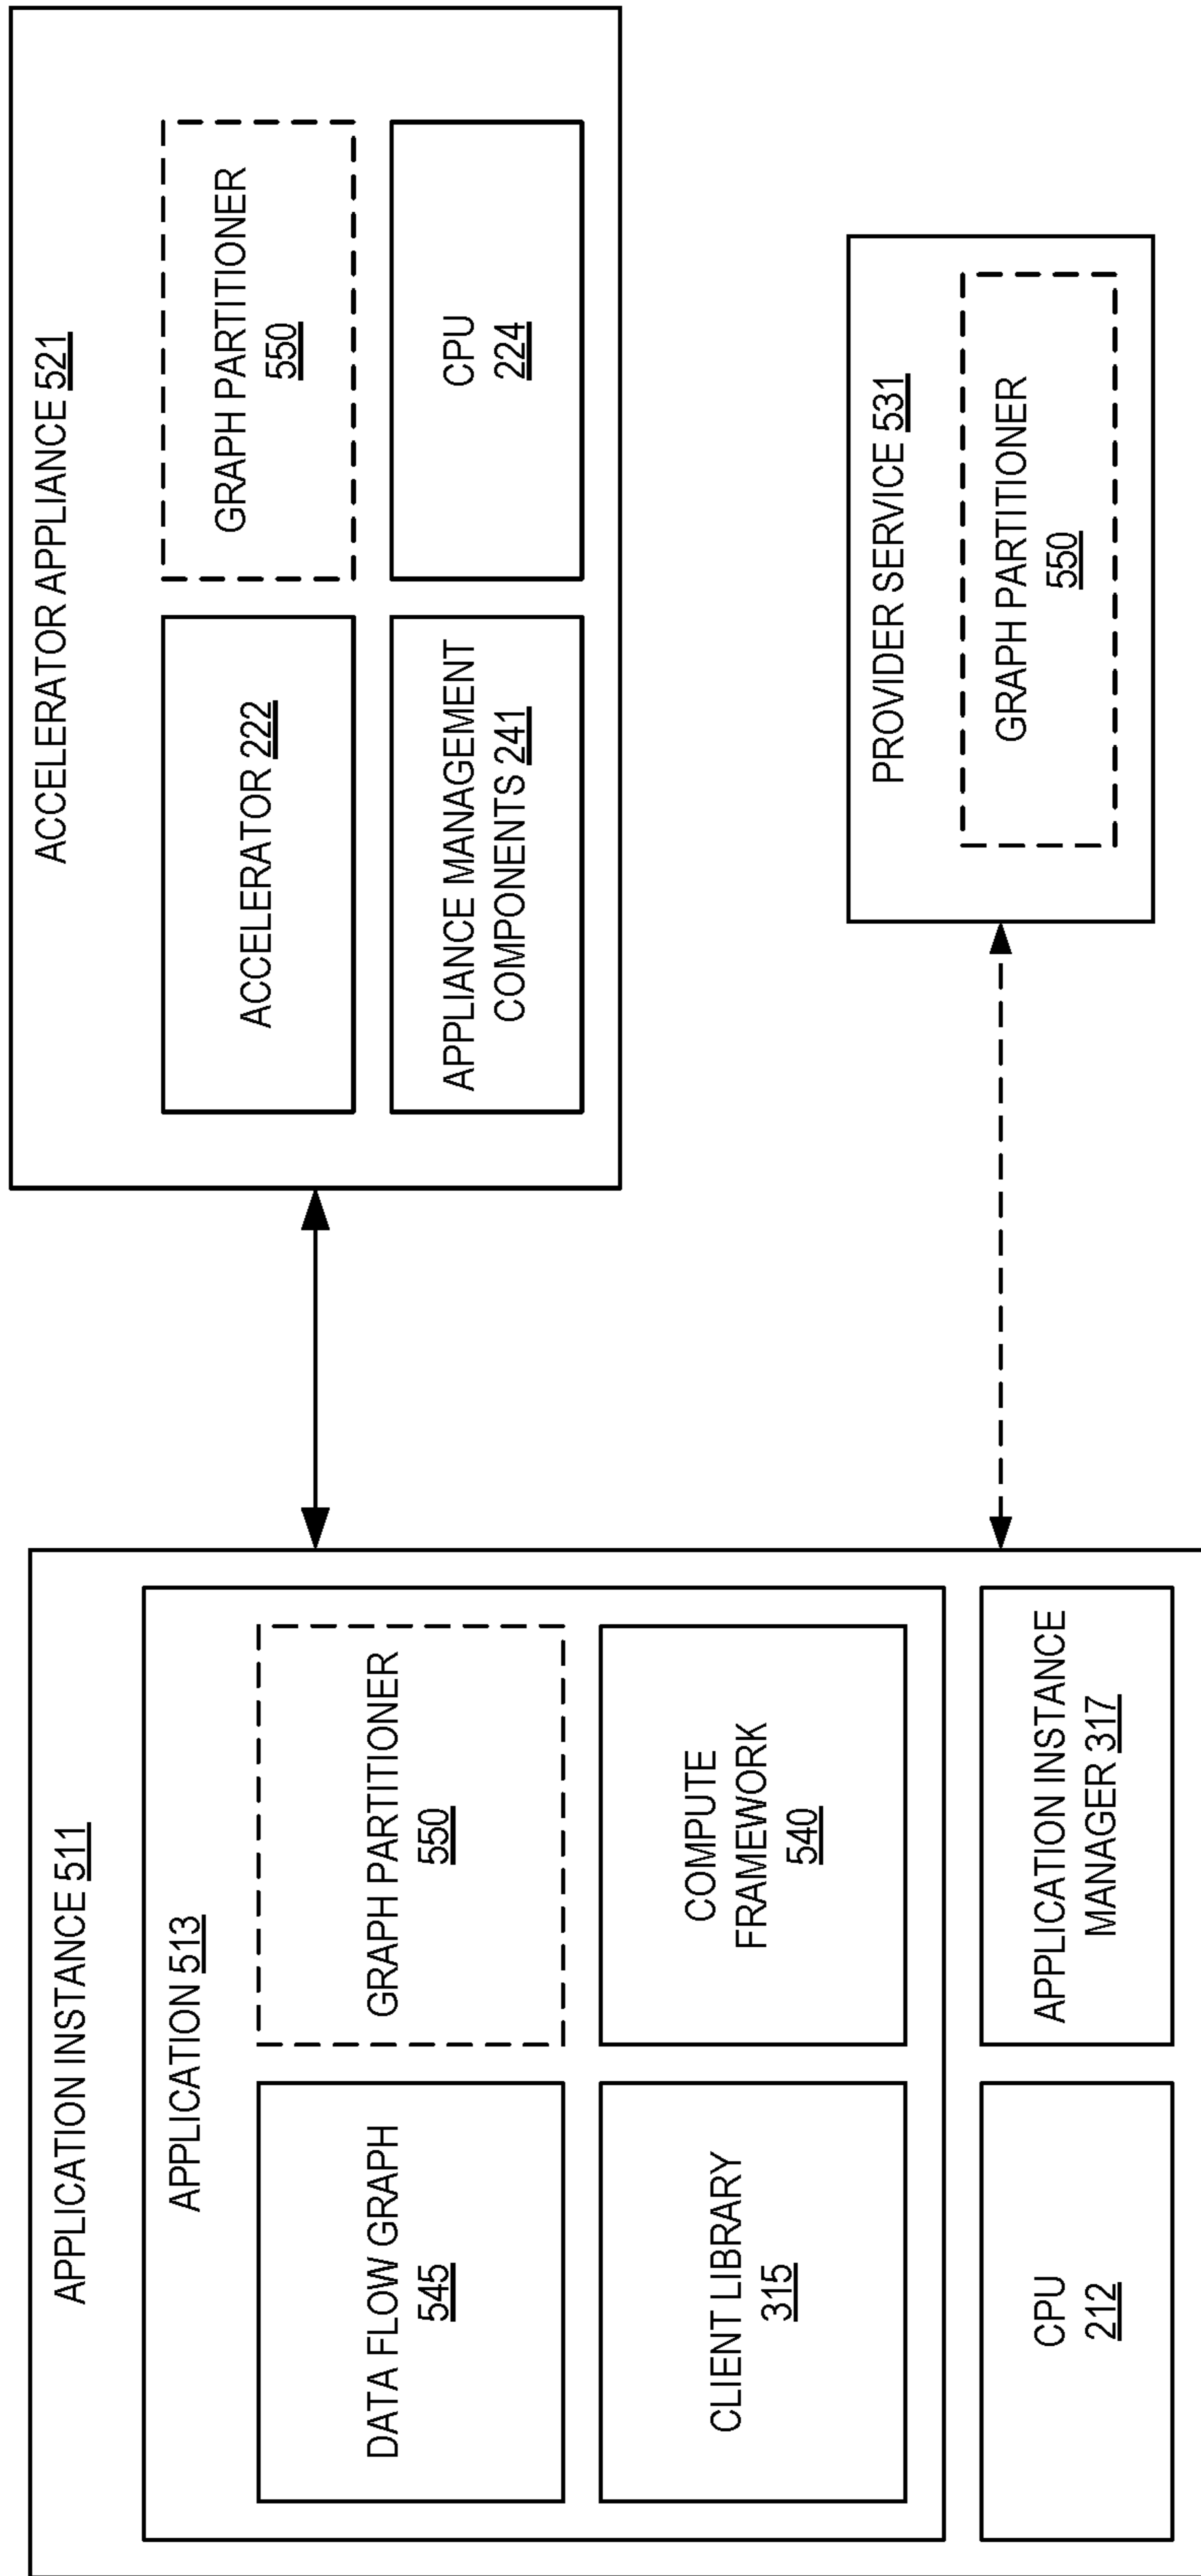 APPLICATION INSTANCE 511
APPLICATION 513
DATA FLOW GRAPH
545
GRAPH PARTITIONER
550
CLIENT LIBRARY
315
COMPUTE
FRAMEWORK
540
CPU
212
APPLICATION INSTANCE
MANAGER 317
ACCELERATOR APPLIANCE 521
ACCELERATOR 222
GRAPH PARTITIONER
550
APPLIANCE MANAGEMENT
COMPONENTS 241
CPU
224
PROVIDER SERVICE 531
GRAPH PARTITIONER
550